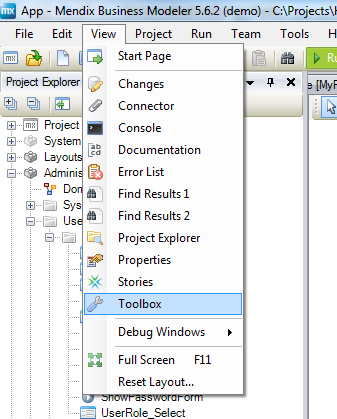 mx App - Mendix Business Modeler 5.6.2 (demo) - C:\Projects\
File Edit View Project Run Team Tools
Start Page
Project Explorer
Changes
Connector
Console
Documentation
Error List
Find Results 1
Find Results 2
Project Explorer
Properties
Stories
Toolbox
Debug Windows
Full Screen F11
Reset Layout...
mx Project
System
Layouts
Adminis
Dom
Sys
Use
ShowPasswordForm
UserRole_Select
e [MyF